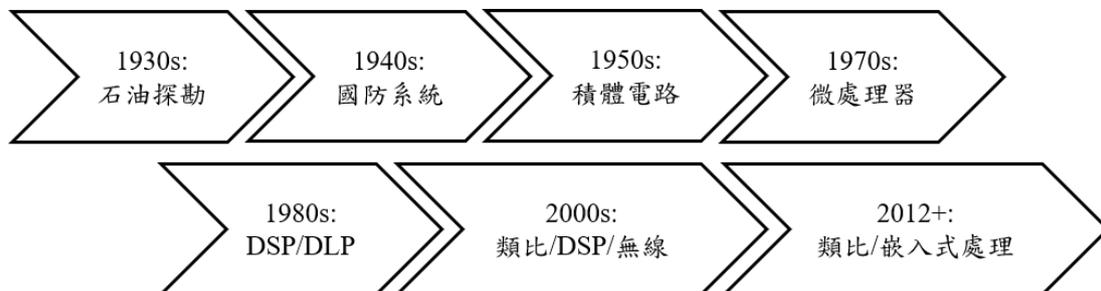 1930s:
石油探勘
1940s:
國防系統
1950s:
積體電路
1970s:
微處理器
1980s:
DSP/DLP
2000s:
類比/DSP/無線
2012+:
類比/嵌入式處理